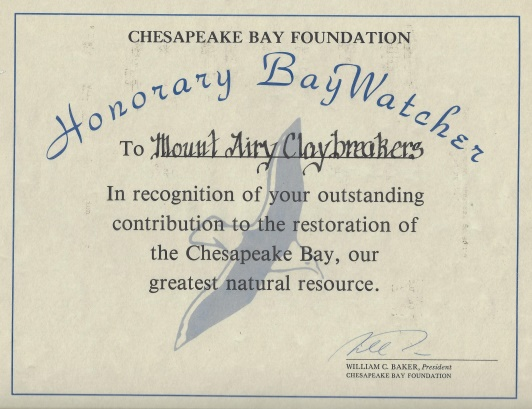 CHESAPEAKE BAY FOUNDATION
Honorary BayWatcher
To Mount Airy Claybreakers
In recognition of your outstanding
contribution to the restoration of
the Chesapeake Bay, our
greatest natural resource.
WILLIAM C. BAKER, President
CHESAPEAKE BAY FOUNDATION